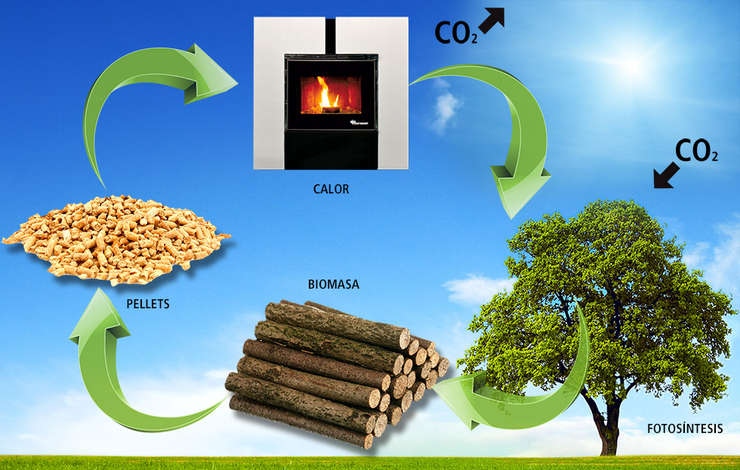 CO₂
CO₂
CALOR
BIOMASA
PELLETS
FOTOSÍNTESIS